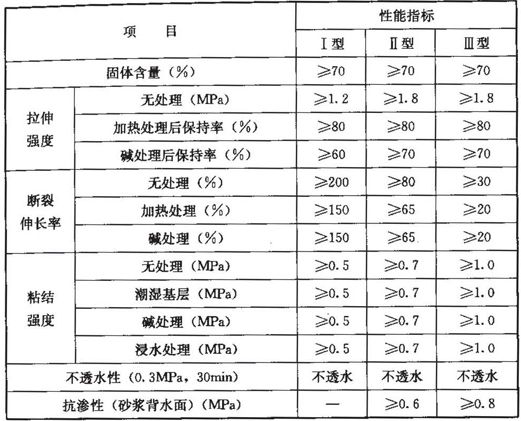 项 目 性能指标
Ⅰ型 Ⅱ型 Ⅲ型
固体含量(%) ≥70 ≥70 ≥70
拉伸强度 无处理(MPa) ≥1.2 ≥1.8 ≥1.8
加热处理后保持率(%) ≥80 ≥80 ≥80
碱处理后保持率(%) ≥60 ≥70 ≥70
断裂伸长率 无处理(%) ≥200 ≥80 ≥30
加热处理(%) ≥150 ≥65 ≥20
碱处理(%) ≥150 ≥65 ≥20
粘结强度 无处理(MPa) ≥0.5 ≥0.7 ≥1.0
潮湿基层(MPa) ≥0.5 ≥0.7 ≥1.0
碱处理(MPa) ≥0.5 ≥0.7 ≥1.0
浸水处理(MPa) ≥0.5 ≥0.7 ≥1.0
不透水性(0.3MPa,30min) 不透水 不透水 不透水
抗渗性(砂浆背水面)(MPa) — ≥0.6 ≥0.8